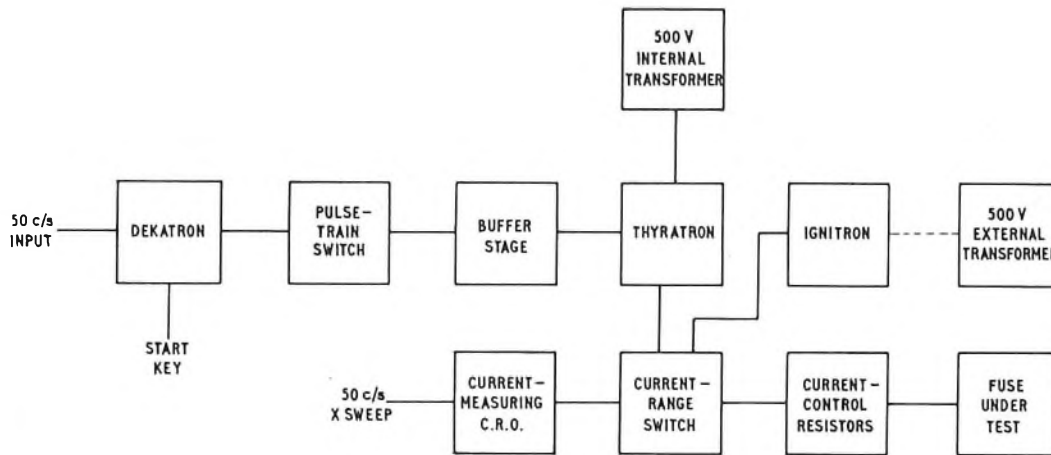 500 V
INTERNAL
TRANSFORMER
50 c/s
INPUT
DEKATRON
PULSE-
TRAIN
SWITCH
BUFFER
STAGE
THYRATRON
IGNITRON
500 V
EXTERNAL
TRANSFORMER
START
KEY
50 c/s
X SWEEP
CURRENT-
MEASURING
C.R.O.
CURRENT-
RANGE
SWITCH
CURRENT-
CONTROL
RESISTORS
FUSE
UNDER
TEST